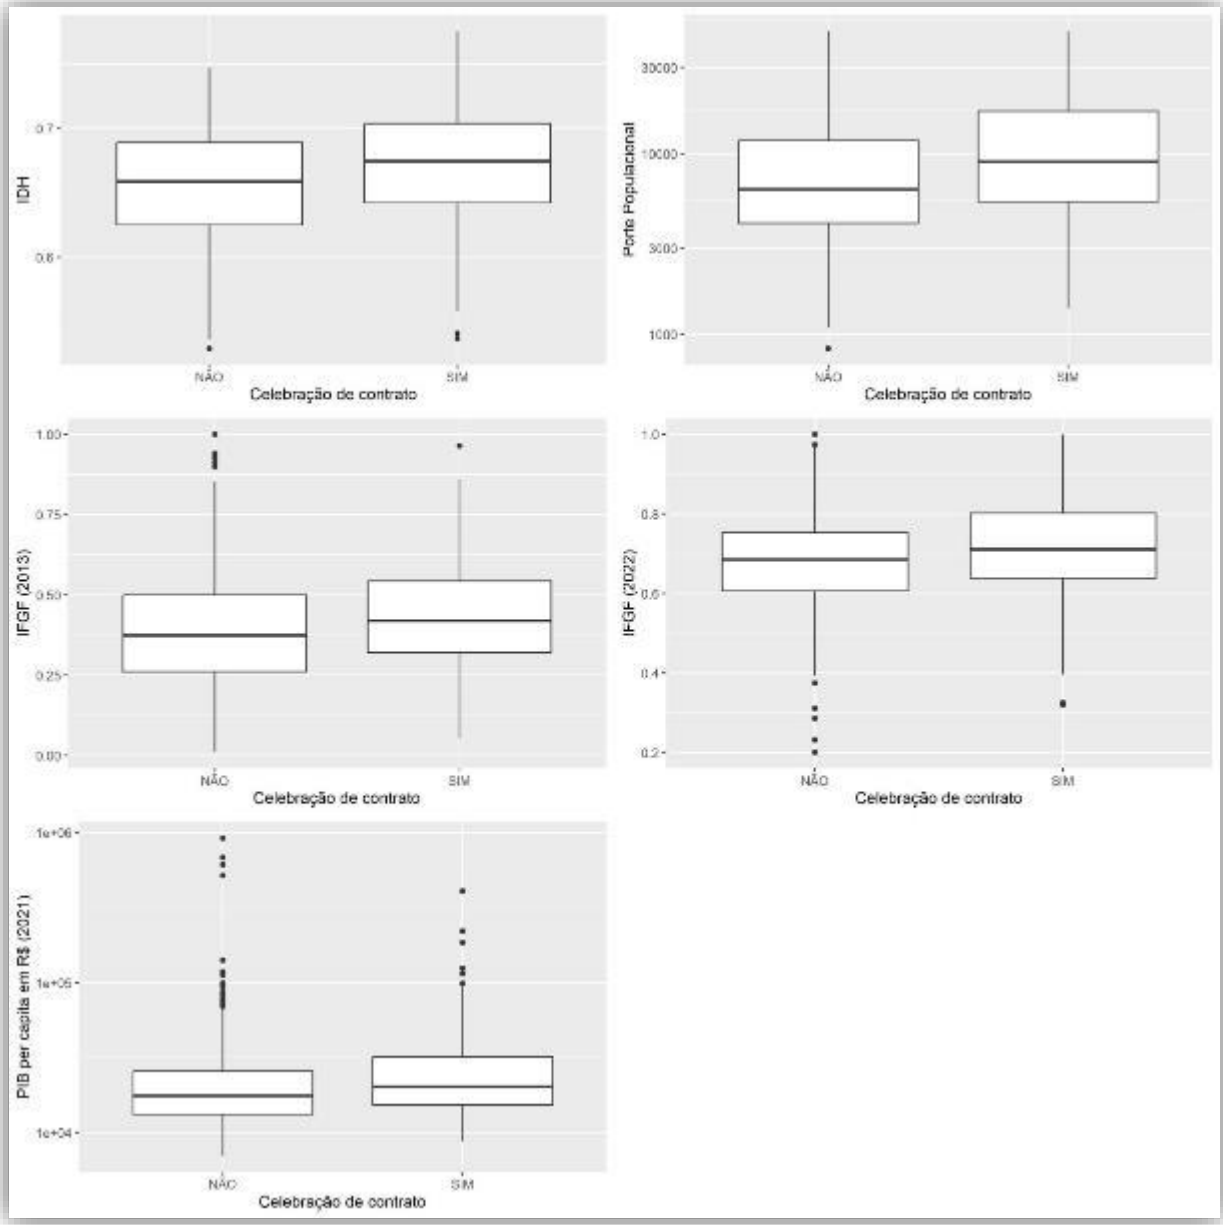 IDH
0.7
0.6
NÃO SIM
Celebração de contrato
Porte Populacional
30000
10000
3000
1000
NÃO SIM
Celebração de contrato
IFGF (2013)
1.00
0.75
0.50
0.25
0.00
NÃO SIM
Celebração de contrato
IFGF (2022)
1.0
0.8
0.6
0.4
0.2
NÃO SIM
Celebração de contrato
PIB per capita em R$ (2021)
1e+06
1e+05
1e+04
NÃO SIM
Celebração de contrato